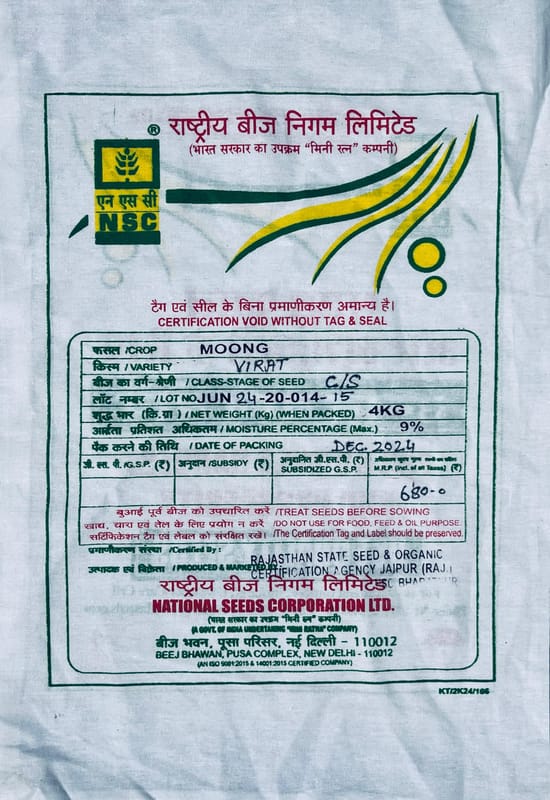 ® राष्ट्रीय बीज निगम लिमिटेड
(भारत सरकार का उपक्रम “मिनी रत्न” कम्पनी)
एन एस सी
NSC
टैग एवं सील के बिना प्रमाणीकरण अमान्य है।
CERTIFICATION VOID WITHOUT TAG & SEAL
फसल /CROP MOONG
किस्म / VARIETY VIRAT
बीज का वर्ग-श्रेणी / CLASS-STAGE OF SEED C/S
लॉट नम्बर / LOT NO JUN 24-20-014-15
शुद्ध भार (कि.ग्रा) / NET WEIGHT (Kg) (WHEN PACKED) 4KG
आर्द्रता प्रतिशत अधिकतम / MOISTURE PERCENTAGE (Max.) 9%
पैक करने की तिथि / DATE OF PACKING DEC. 2024
जी. एस. पी. /G.S.P. (₹) अनुदान /SUBSIDY (₹) अनुदानित जी.एस.पी. (₹) SUBSIDIZED G.S.P. M.R.P (Incl. of all Taxes) (₹)
680-0
बुआई पूर्व बीज को उपचारित करें /TREAT SEEDS BEFORE SOWING
खाद्य, चारा एवं तेल के लिए प्रयोग न करें /DO NOT USE FOR FOOD, FEED & OIL PURPOSE.
सर्टिफिकेशन टैग एवं लेबल को संरक्षित रखें। /The Certification Tag and Label should be preserved.
प्रमाणीकरण संस्था /Certified By : RAJASTHAN STATE SEED & ORGANIC
CERTIFICATION AGENCY JAIPUR (RAJ.)
उत्पादक एवं विक्रेता / PRODUCED & MARKETED BY:
राष्ट्रीय बीज निगम लिमिटेड
NATIONAL SEEDS CORPORATION LTD.
(भारत सरकार का उपक्रम “मिनी रत्न” कम्पनी)
(A GOVT. OF INDIA UNDERTAKING "MINI RATNA" COMPANY)
बीज भवन, पूसा परिसर, नई दिल्ली - 110012
BEEJ BHAWAN, PUSA COMPLEX, NEW DELHI - 110012
(AN ISO 9001:2015 & 14001:2015 CERTIFIED COMPANY)
KT/2K24/186